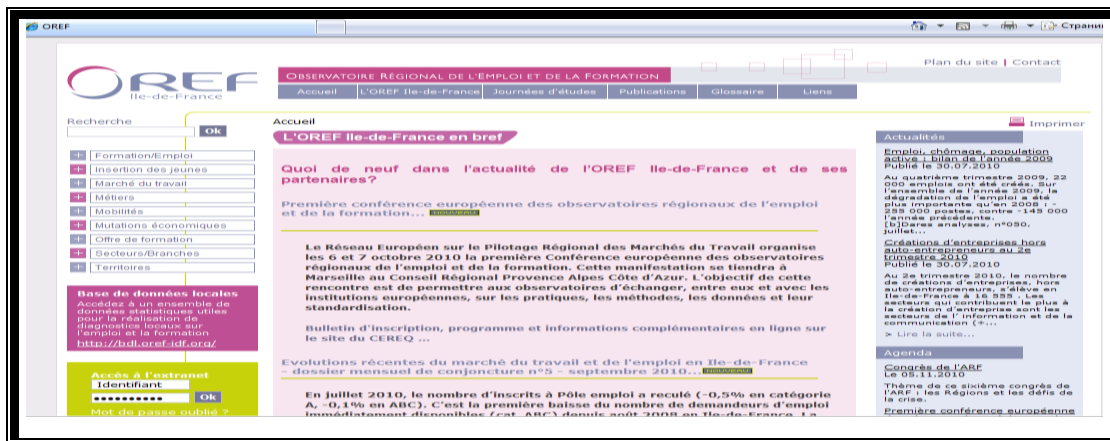 OREF
Страни
Plan du site | Contact
OREF
Ile-de-France
OBSERVATOIRE RÉGIONAL DE L'EMPLOI ET DE LA FORMATION
Accueil L'OREF Ile-de-France Journées d'études Publications Glossaire Liens
Recherche
Ok
Formation/Emploi
Insertion des jeunes
Marché du travail
Métiers
Mobilités
Mutations économiques
Offre de formation
Secteurs/Branches
Territoires
Base de données locales
Accédez à un ensemble de
données statistiques utiles
pour la réalisation de
diagnostics locaux sur
l'emploi et la formation
http://bdl.oref-idf.org/
Accès à l'extranet
Identifiant
Ok
Mot de passe oublié ?
Accueil
L'OREF Ile-de-France en bref
Quoi de neuf dans l'actualité de l'OREF Ile-de-France et de ses
partenaires?
Première conférence européenne des observatoires régionaux de l'emploi
et de la formation... NOUVEAU
Le Réseau Européen sur le Pilotage Régional des Marchés du Travail organise
les 6 et 7 octobre 2010 la première Conférence européenne des observatoires
régionaux de l'emploi et de la formation. Cette manifestation se tiendra à
Marseille au Conseil Régional Provence Alpes Côte d'Azur. L'objectif de cette
rencontre est de permettre aux observatoires d'échanger, entre eux et avec les
institutions européennes, sur les pratiques, les méthodes, les données et leur
standardisation.
Bulletin d'inscription, programme et informations complémentaires en ligne sur
le site du CEREQ ...
Evolutions récentes du marché du travail et de l'emploi en Ile-de-France
- dossier mensuel de conjoncture n°5 - septembre 2010... NOUVEAU
En juillet 2010, le nombre d'inscrits à Pôle emploi a reculé (-0,5% en catégorie
A, -0,1% en ABC). C'est la première baisse du nombre de demandeurs d'emploi
immédiatement disponibles (cat. ABC) depuis août 2008 en Ile-de-France. La
Imprimer
Actualités
Emploi, chômage, population
active : bilan de l'année 2009
Publié le 30.07.2010
Au quatrième trimestre 2009, 22
000 emplois ont été créés. Sur
l'ensemble de l'année 2009, la
dégradation de l'emploi a été
plus importante qu'en 2008 : -
255 000 postes, contre -145 000
l'année précédente.
[b]Dares analyses, n°050,
juillet...
Créations d'entreprises hors
auto-entrepreneurs au 2e
trimestre 2010
Publié le 30.07.2010
Au 2e trimestre 2010, le nombre
de créations d'entreprises, hors
auto-entrepreneurs, s'élève en
Ile-de-France à 16 555 . Les
secteurs qui contribuent le plus à
la création d'entreprise sont les
secteurs de l' information et de la
communication (+...
> Lire la suite...
Agenda
Congrès de l'ARF
Le 05.11.2010
Thème de ce sixième congrès de
l'ARF : les Régions et les défis de
la crise.
Première conférence européenne